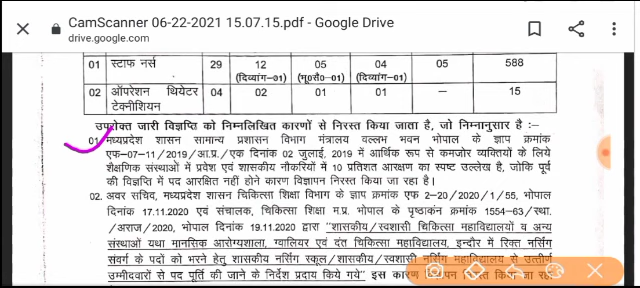 CamScanner 06-22-2021 15.07.15.pdf - Google Drive
drive.google.com
01 स्टाफ नर्स 29 12 05 04 05 588
(दिव्यांग-01) (भू०सै०-01) (दिव्यांग-01)
02 ऑपरेशन थियेटर 04 02 01 01 – 15
टेक्नीशियन
उपरोक्त जारी विज्ञप्ति को निम्नलिखित कारणों से निरस्त किया जाता है, जो निम्नानुसार है :–
01. मध्यप्रदेश शासन सामान्य प्रशासन विभाग मंत्रालय वल्लभ भवन भोपाल के ज्ञाप क्रमांक
एफ–07–11/2019/आ.प्र./एक दिनांक 02 जुलाई, 2019 में आर्थिक रूप से कमजोर व्यक्तियों के लिये
शैक्षणिक संस्थाओं में प्रवेश एवं शासकीय नौकरियों में 10 प्रतिशत आरक्षण का स्पष्ट उल्लेख है, जोकि पूर्व
की विज्ञप्ति में पद आरक्षित नहीं होने कारण विज्ञापन निरस्त किया जा रहा है।
02. अवर सचिव, मध्यप्रदेश शासन चिकित्सा शिक्षा विभाग के ज्ञाप क्रमांक एफ 2–20/2020/1/55, भोपाल
दिनांक 17.11.2020 एवं संचालक, चिकित्सा शिक्षा म.प्र. भोपाल के पृष्ठाकंन क्रमांक 1554–63/स्था.
/अराज/2020, भोपाल दिनांक 19.11.2020 द्वारा "शासकीय/स्वशासी चिकित्सा महाविद्यालयों व अन्य
संस्थाओं यथा मानसिक आरोग्यशाला, ग्वालियर एवं दंत चिकित्सा महाविद्यालय, इन्दौर में रिक्त नर्सिंग
संवर्ग के पदों को भरने हेतु शासकीय नर्सिंग स्कूल/शासकीय/स्वशासी नर्सिंग महाविद्यालय से उत्तीर्ण
उम्मीदवारों से पद पूर्ति की जाने के निर्देश प्रदाय किये गये" इस कारण निरस्त किया जा रहा